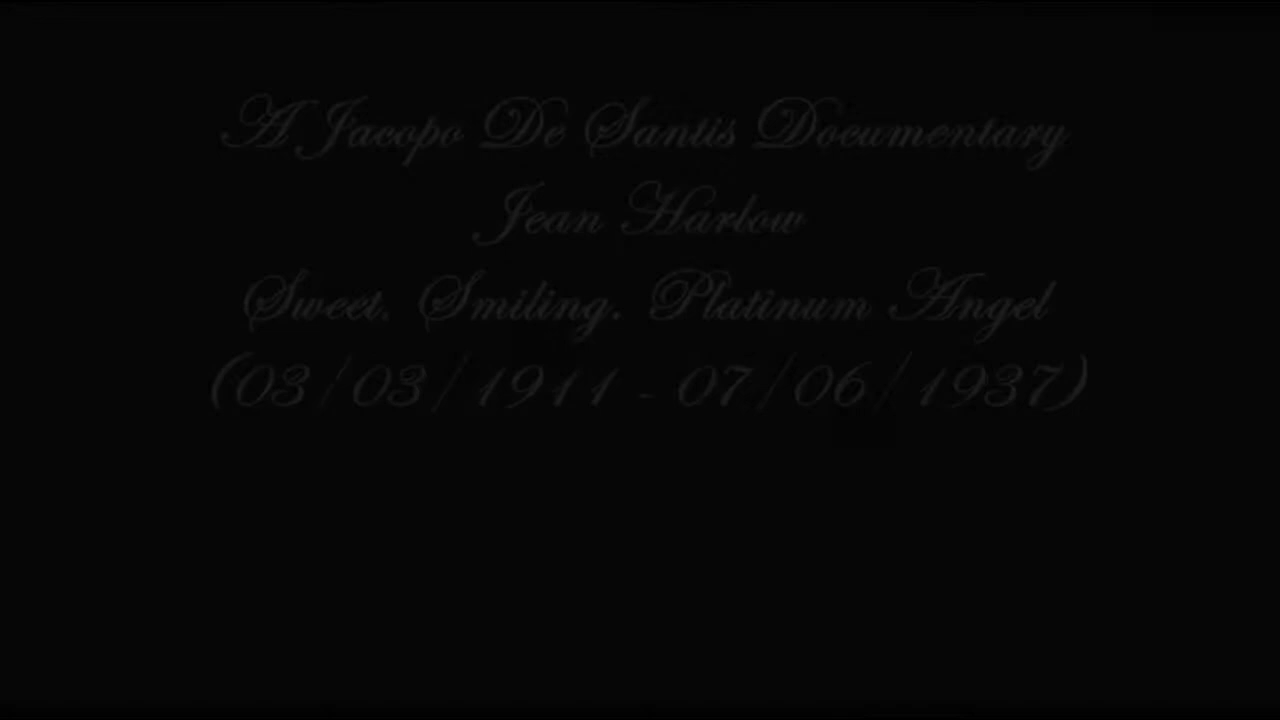 A Jacopo De Santis Documentary
Jean Harlow
Sweet. Smiling. Platinum Angel
(03/03/1911 - 07/06/1937)